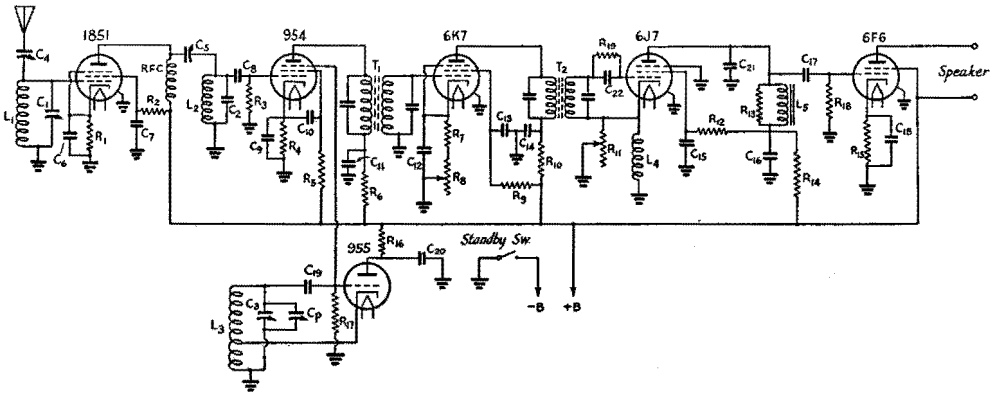 1851
954
6K7
6J7
6F6
C4
RFC
C5
C8
T1
R19
T2
C21
C17
Speaker
L1
C1
R2
L2
C2
R3
C22
R13
L5
R18
C6
R1
C7
C9
R4
C10
C11
C12
R7
C13
C14
R10
R11
L4
R12
C15
C16
R14
R15
C18
R5
R6
R8
R9
955
R16
C20
Standby Sw.
C19
L3
C3
Cp
R17
-B
+B